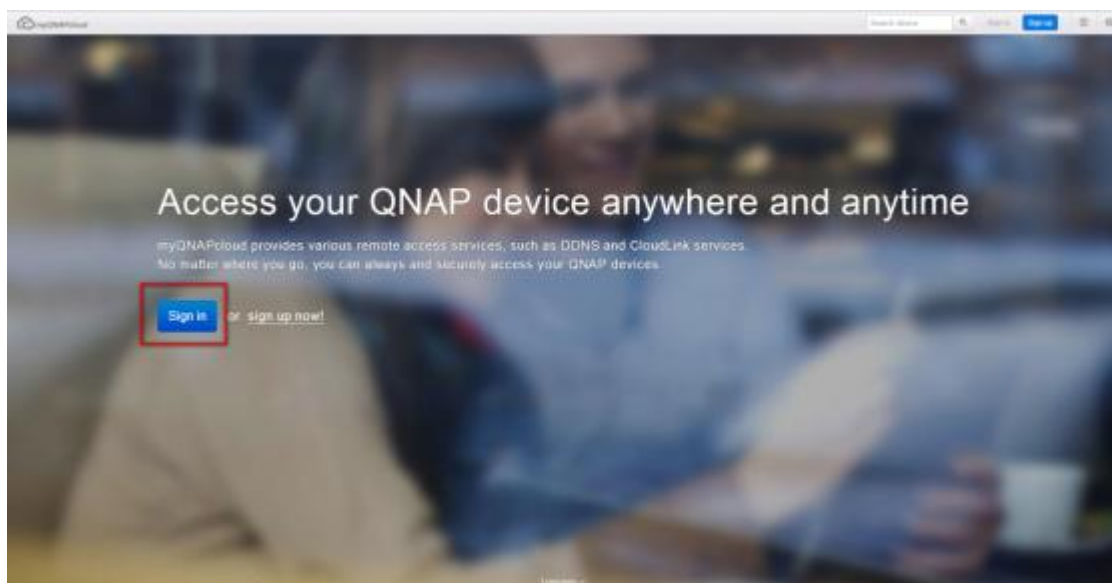 myQNAPcloud
Access your QNAP device anywhere and anytime
myQNAPcloud provides various remote access services, such as DDNS and CloudLink services.
No matter where you go, you can always and securely access your QNAP devices.
Sign in or sign up now!